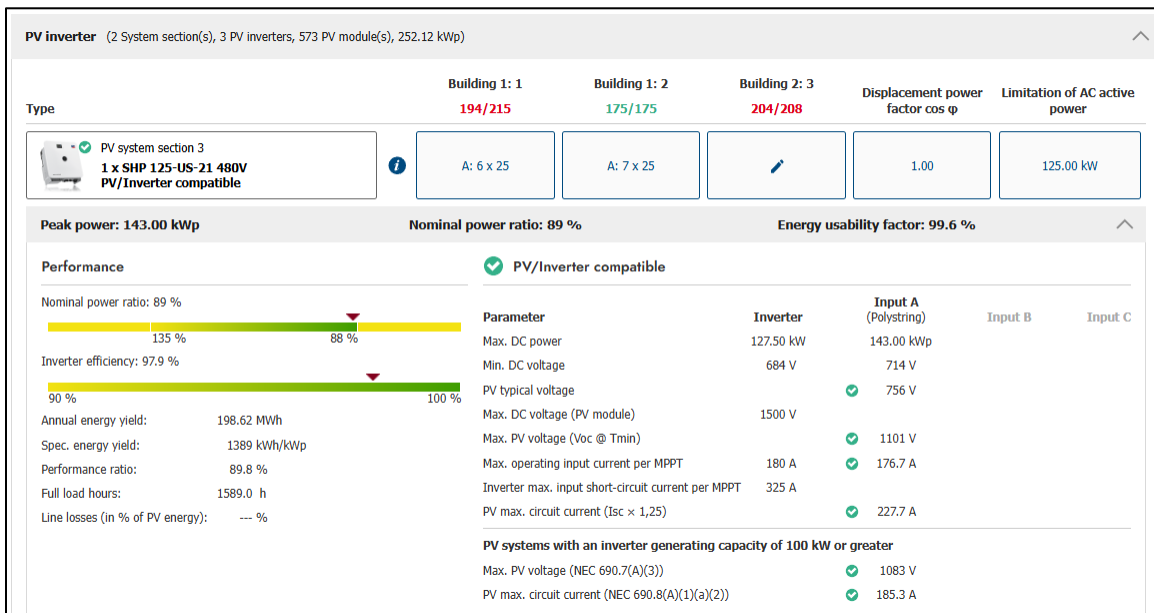 PV inverter (2 System section(s), 3 PV inverters, 573 PV module(s), 252.12 kWp)
Type
Building 1: 1
194/215
Building 1: 2
175/175
Building 2: 3
204/208
Displacement power
factor cos φ
Limitation of AC active
power
PV system section 3
1 x SHP 125-US-21 480V
PV/Inverter compatible
i
A: 6 x 25
A: 7 x 25
1.00
125.00 kW
Peak power: 143.00 kWp
Nominal power ratio: 89 %
Energy usability factor: 99.6 %
Performance
Nominal power ratio: 89 %
135 %
88 %
Inverter efficiency: 97.9 %
90 %
100 %
Annual energy yield: 198.62 MWh
Spec. energy yield: 1389 kWh/kWp
Performance ratio: 89.8 %
Full load hours: 1589.0 h
Line losses (in % of PV energy): --- %
PV/Inverter compatible
Parameter Inverter Input A (Polystring) Input B Input C
Max. DC power 127.50 kW 143.00 kWp
Min. DC voltage 684 V 714 V
PV typical voltage 756 V
Max. DC voltage (PV module) 1500 V
Max. PV voltage (Voc @ Tmin) 1101 V
Max. operating input current per MPPT 180 A 176.7 A
Inverter max. input short-circuit current per MPPT 325 A
PV max. circuit current (Isc × 1,25) 227.7 A
PV systems with an inverter generating capacity of 100 kW or greater
Max. PV voltage (NEC 690.7(A)(3)) 1083 V
PV max. circuit current (NEC 690.8(A)(1)(a)(2)) 185.3 A